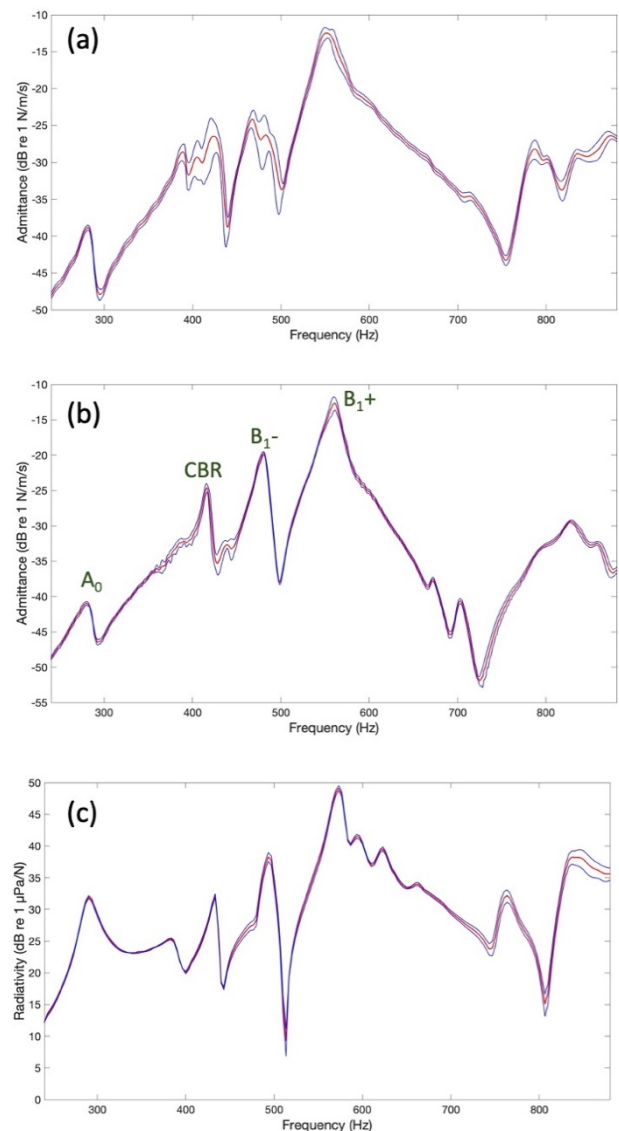 (a)
Admittance (dB re 1 N/m/s)
-10
-15
-20
-25
-30
-35
-40
-45
-50
300 400 500 600 700 800
Frequency (Hz)
(b)
Admittance (dB re 1 N/m/s)
-10
-15
-20
-25
-30
-35
-40
-45
-50
-55
A₀
CBR
B₁-
B₁+
300 400 500 600 700 800
Frequency (Hz)
(c)
Radiativity (dB re 1 µPa/N)
50
45
40
35
30
25
20
15
10
5
0
300 400 500 600 700 800
Frequency (Hz)